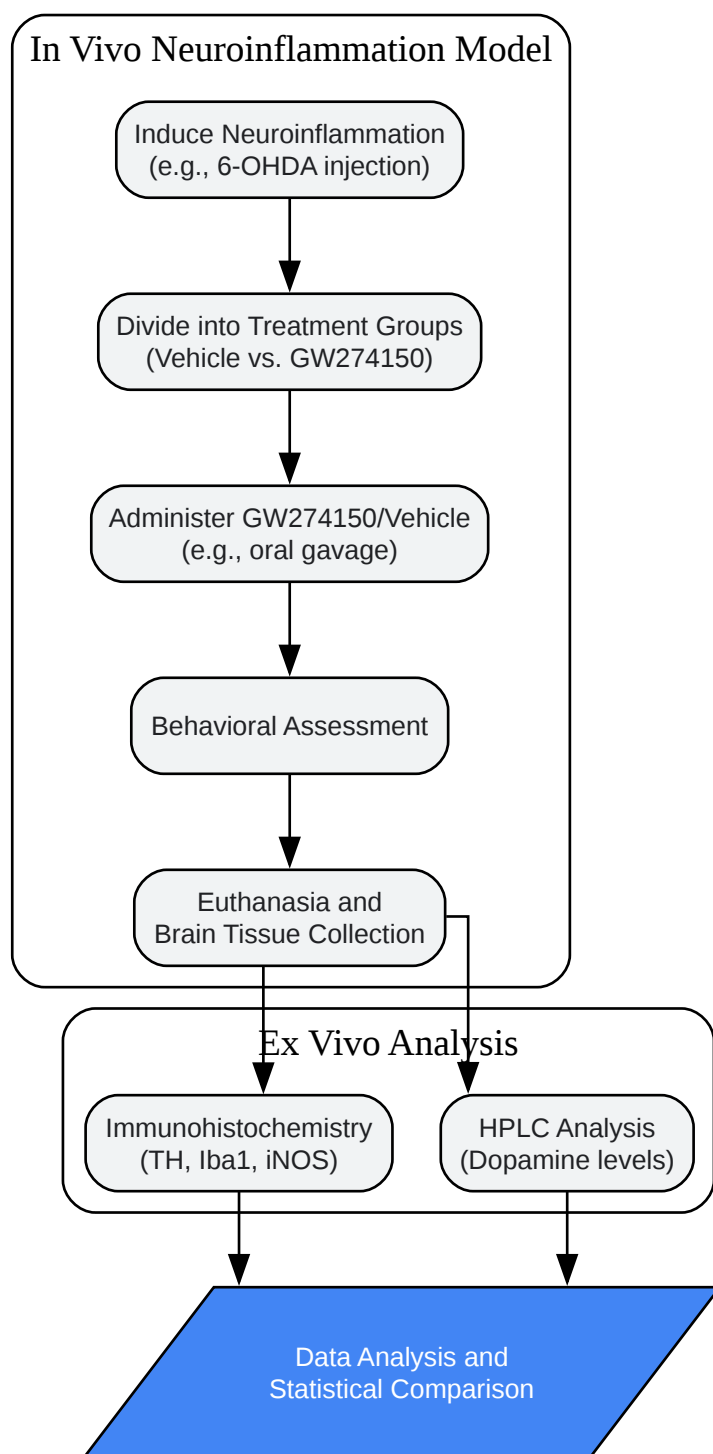 In Vivo Neuroinflammation Model
Induce Neuroinflammation
(e.g., 6-OHDA injection)
Divide into Treatment Groups
(Vehicle vs. GW274150)
Administer GW274150/Vehicle
(e.g., oral gavage)
Behavioral Assessment
Euthanasia and
Brain Tissue Collection
Ex Vivo Analysis
Immunohistochemistry
(TH, Iba1, iNOS)
HPLC Analysis
(Dopamine levels)
Data Analysis and
Statistical Comparison